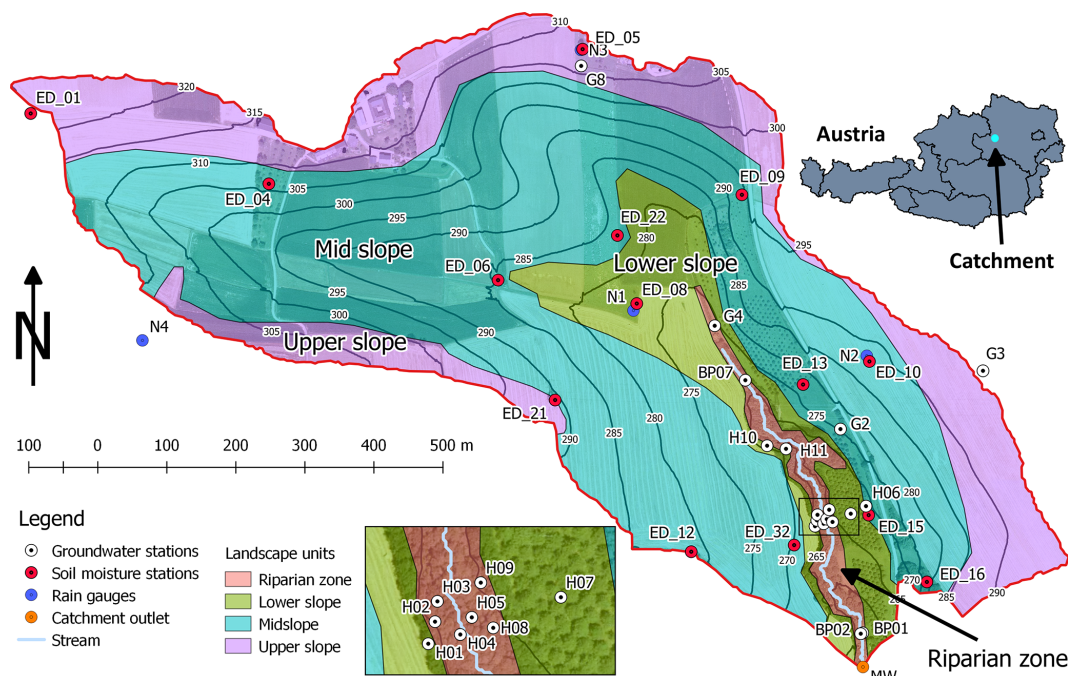 310
ED_05
N3
G8
305
320
ED_01
315
300
Austria
310
ED_04
305
290
ED_09
300
295
ED_22
280
290
295
Mid slope
285
Lower slope
Catchment
ED_06
285
N1
ED_08
295
300
290
G4
N4
305
Upper slope
N2
ED_10
G3
N
BP07
275
ED_13
ED_21
280
275
G2
290
285
H10
H11
100 0 100 200 300 400 500 m
H06
280
ED_15
ED_12
275
ED_32
270
265
Legend
Groundwater stations
Soil moisture stations
Rain gauges
Catchment outlet
Stream
Landscape units
Riparian zone
Lower slope
Midslope
Upper slope
H09
H03
H07
H02
H05
H08
H01
H04
270
ED_16
285
290
265
BP02
BP01
Riparian zone
MW